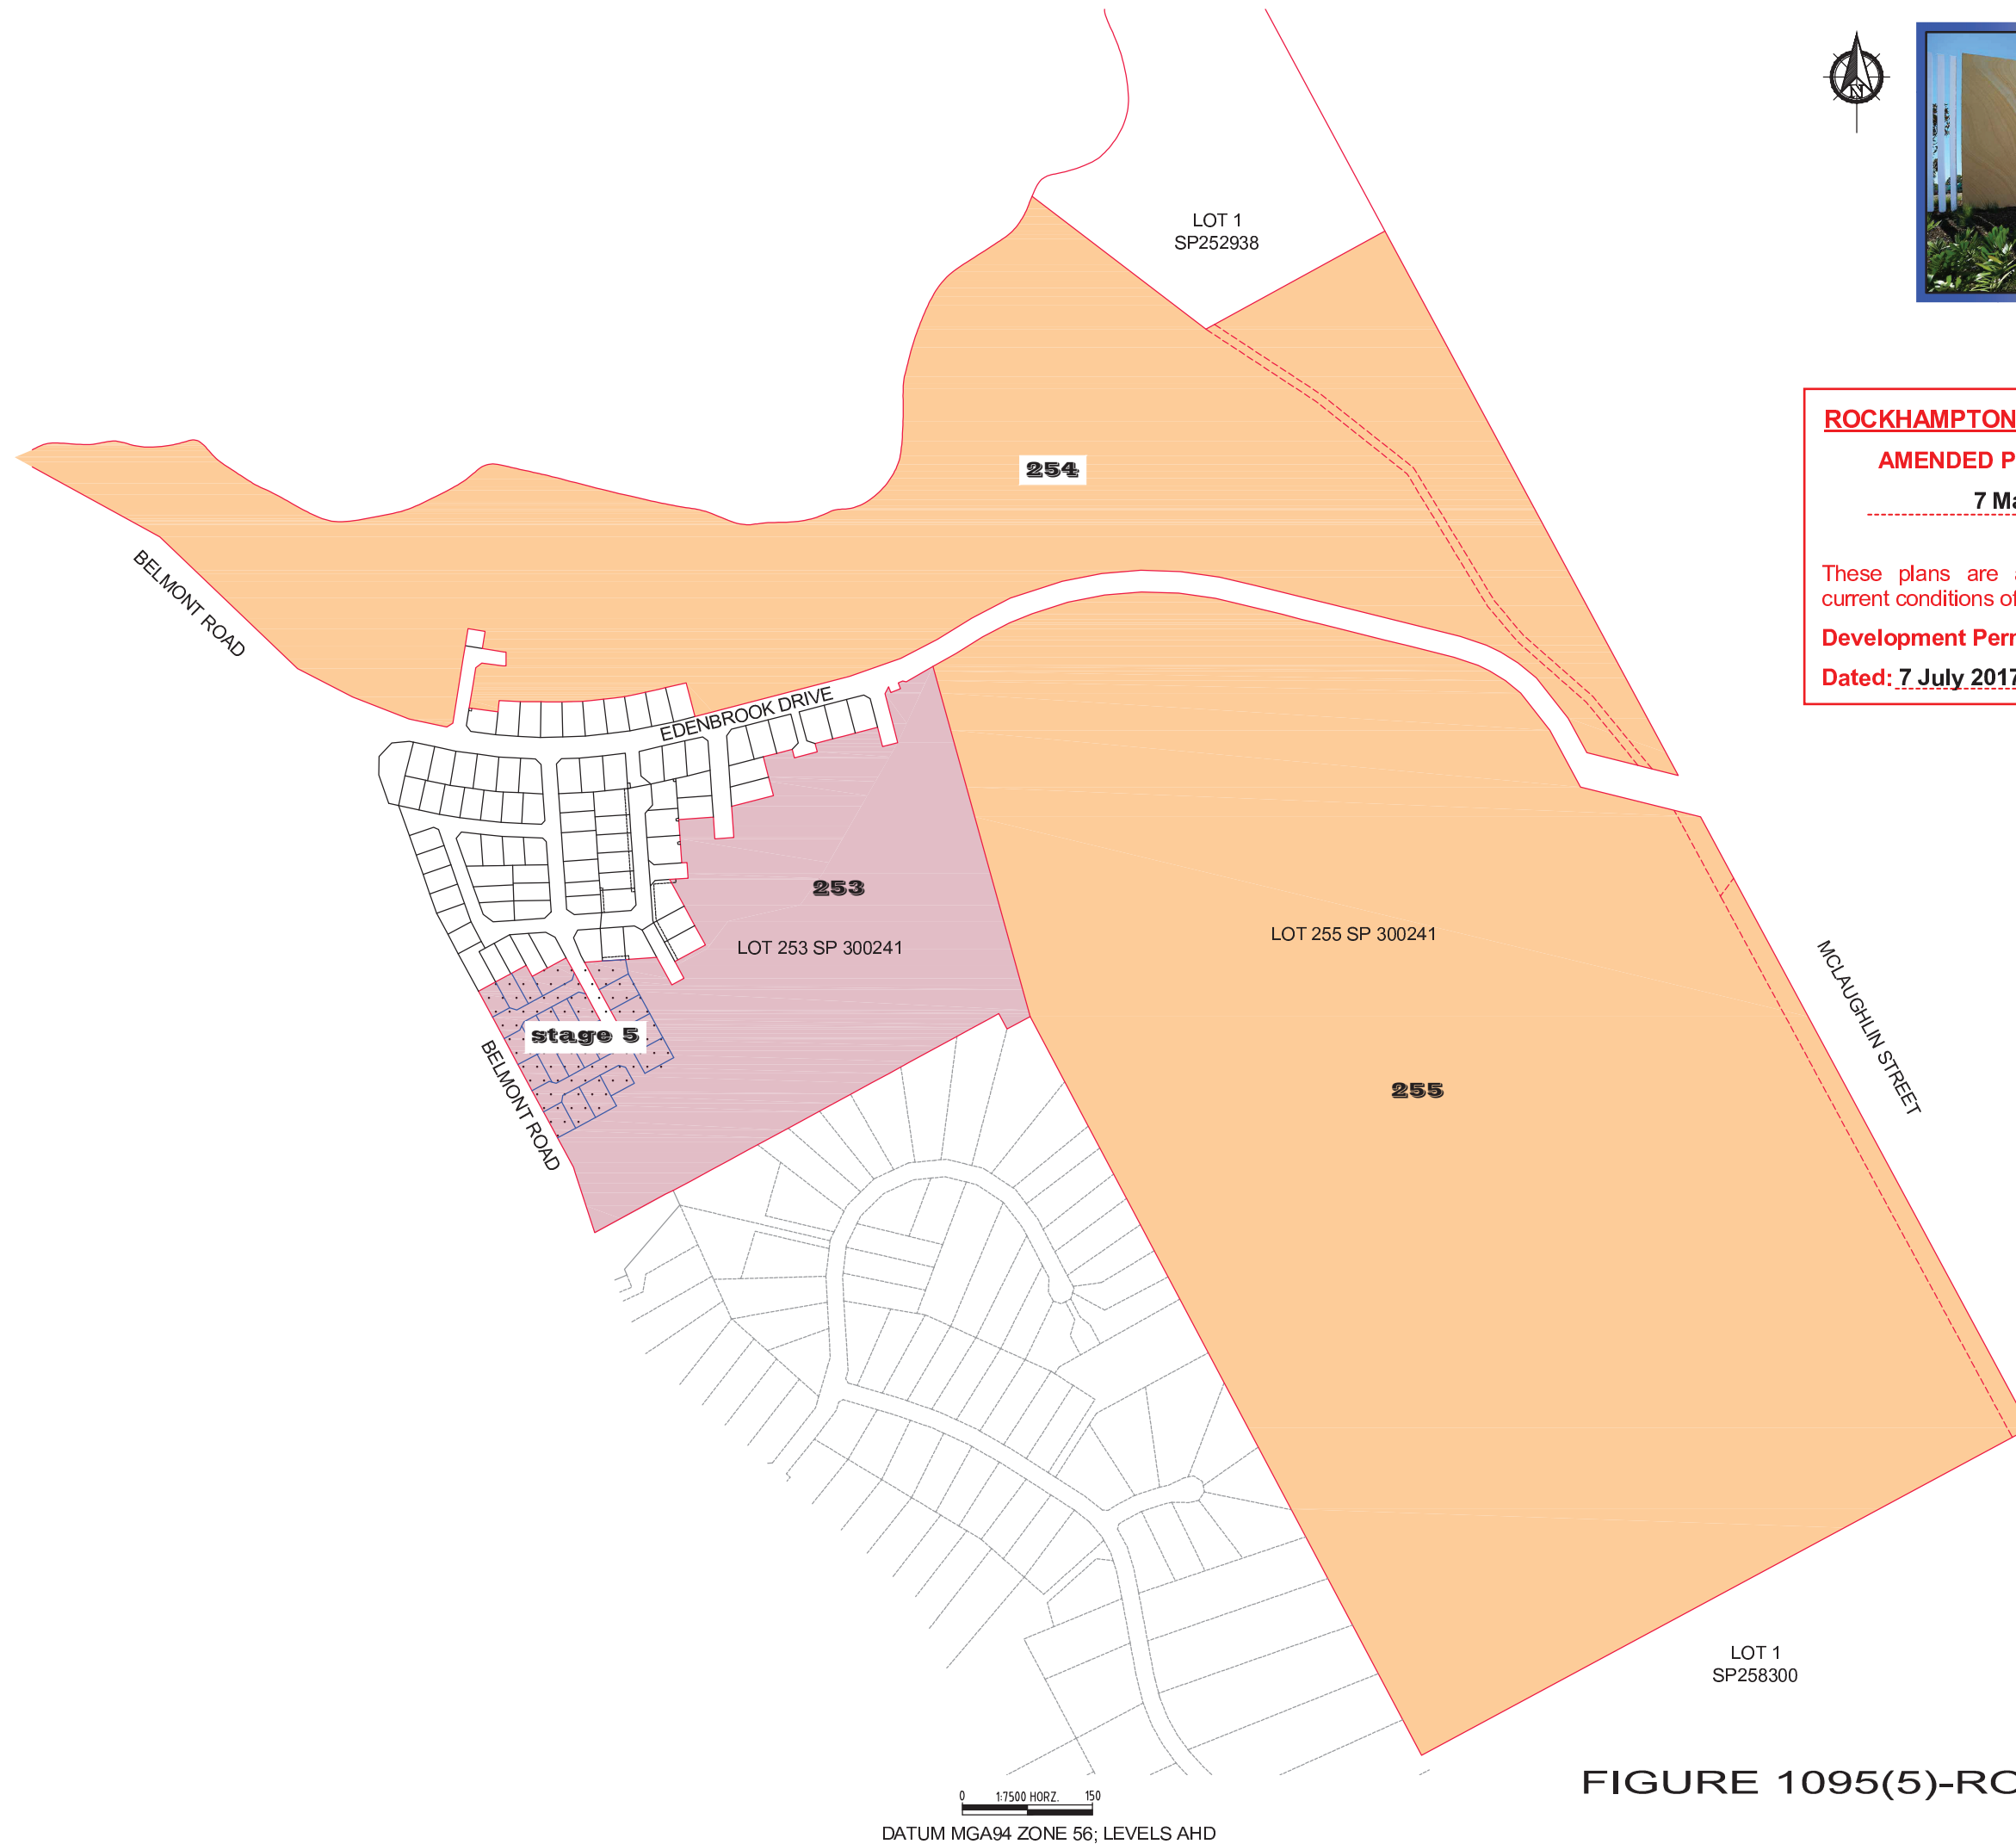 N
LOT 1
SP252938
ROCKHAMPTON
AMENDED P
7 Ma
These plans are
current conditions of
Development Perm
Dated: 7 July 2017
254
BELMONT ROAD
EDENBROOK DRIVE
253
LOT 253 SP 300241
LOT 255 SP 300241
MCLAUGHLIN STREET
stage 5
BELMONT ROAD
255
LOT 1
SP258300
FIGURE 1095(5)-RO
0 1:7500 HORZ. 150
DATUM MGA94 ZONE 56; LEVELS AHD